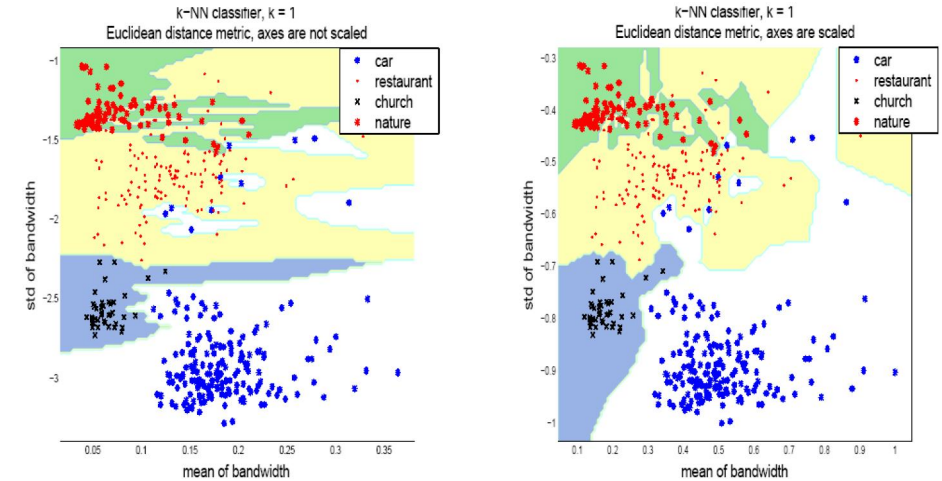 k-NN classifier, k = 1
Euclidean distance metric, axes are not scaled
car
restaurant
church
nature
-1
-1.5
-2
-2.5
-3
std of bandwidth
0.05 0.1 0.15 0.2 0.25 0.3 0.35
mean of bandwidth
k-NN classifier, k = 1
Euclidean distance metric, axes are scaled
car
restaurant
church
nature
-0.3
-0.4
-0.5
-0.6
-0.7
-0.8
-0.9
-1
std of bandwidth
0.1 0.2 0.3 0.4 0.5 0.6 0.7 0.8 0.9 1
mean of bandwidth